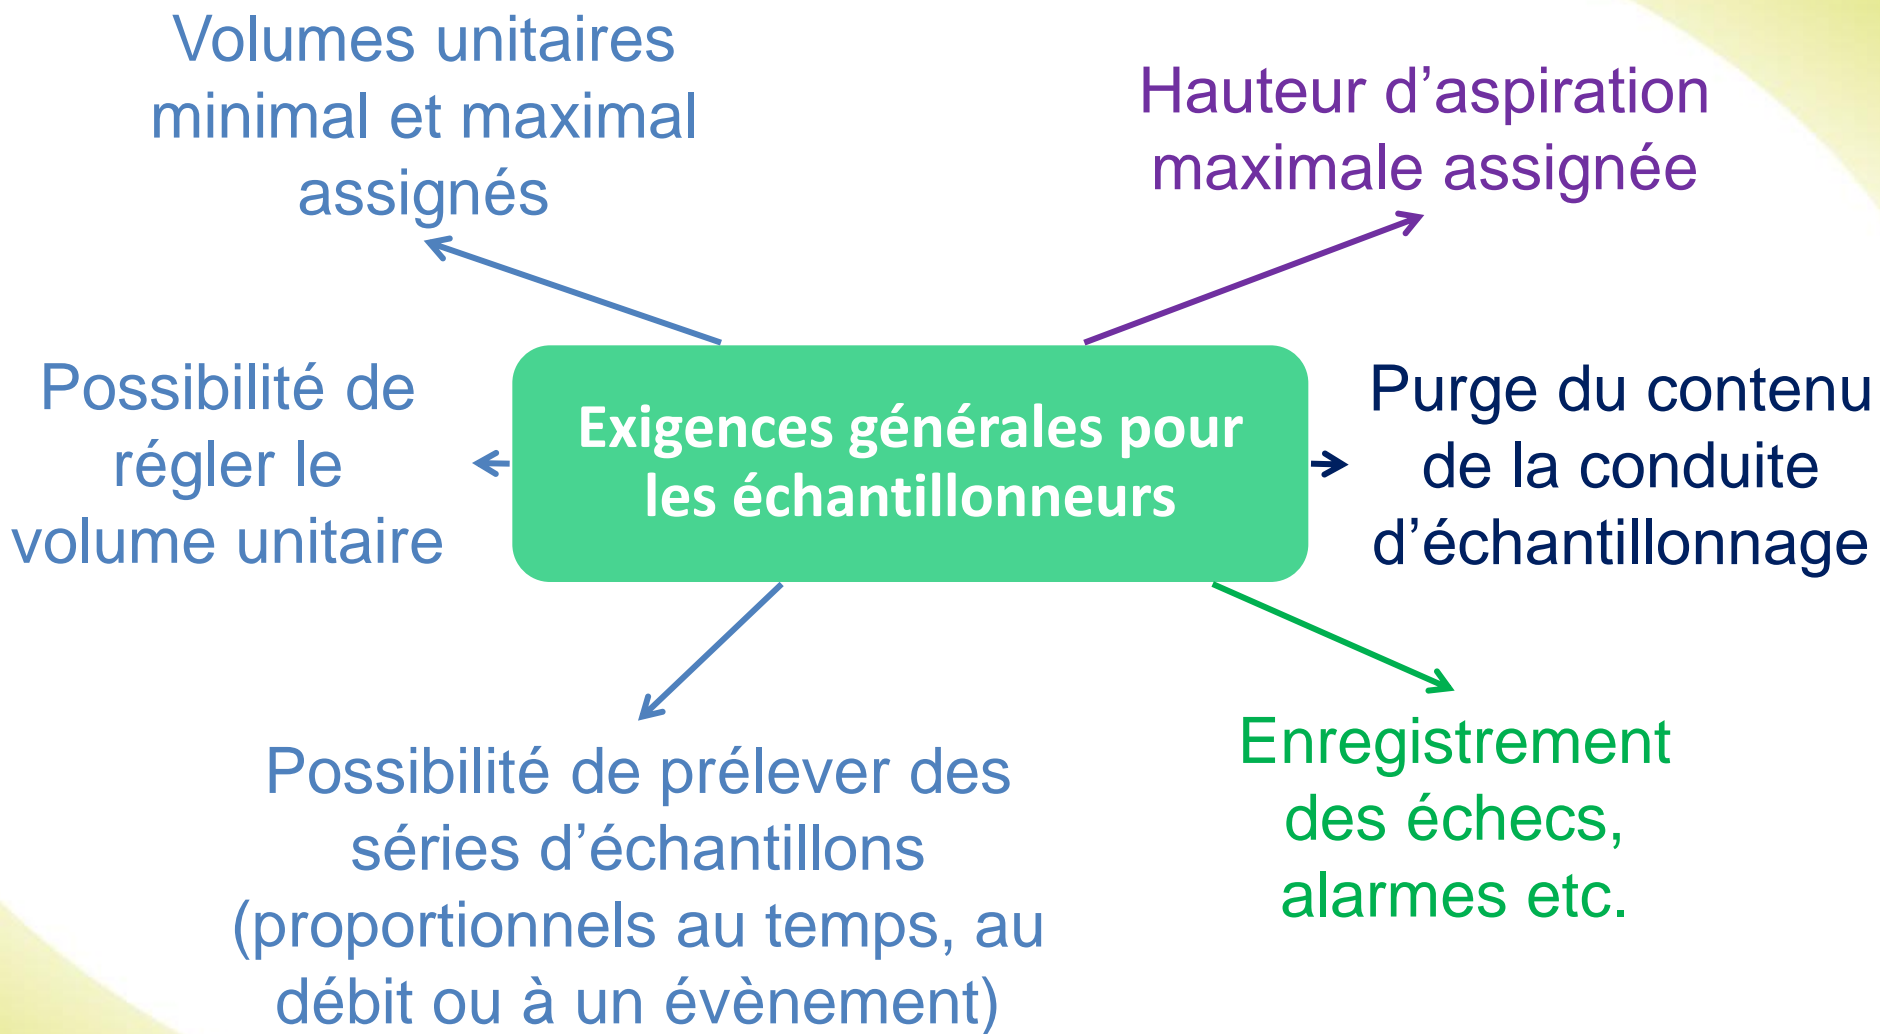 Volumes unitaires
minimal et maximal
assignés
Hauteur d’aspiration
maximale assignée
Possibilité de
régler le
volume unitaire
Exigences générales pour
les échantillonneurs
Purge du contenu
de la conduite
d’échantillonnage
Possibilité de prélever des
séries d’échantillons
(proportionnels au temps, au
débit ou à un évènement)
Enregistrement
des échecs,
alarmes etc.